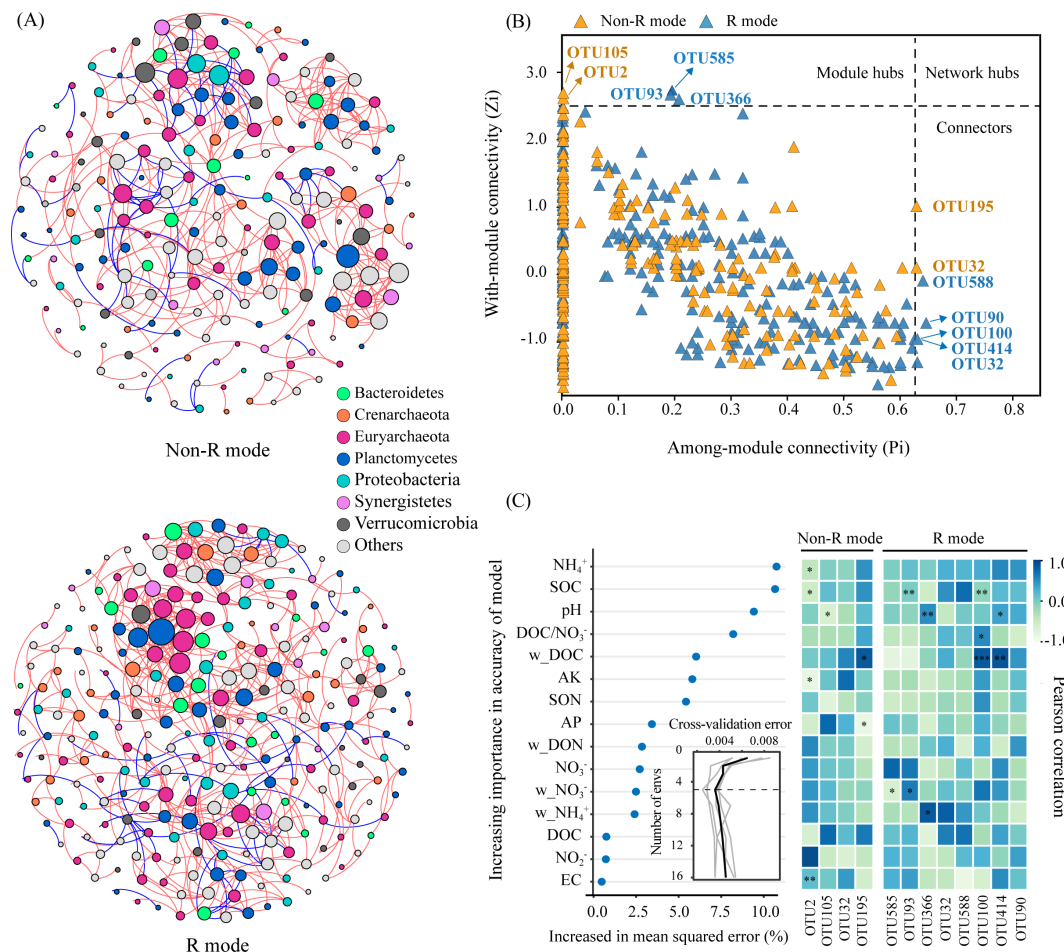 (A)
Non-R mode
Bacteroidetes
Crenarchaeota
Euryarchaeota
Planctomycetes
Proteobacteria
Synergistetes
Verrucomicrobia
Others
R mode
(B)
Non-R mode R mode
With-module connectivity (Zi)
3.0
2.0
1.0
0.0
-1.0
OTU105
OTU2
OTU585
OTU93
OTU366
Module hubs
Network hubs
Connectors
OTU195
OTU32
OTU588
OTU90
OTU100
OTU414
OTU32
0.0 0.1 0.2 0.3 0.4 0.5 0.6 0.7 0.8
Among-module connectivity (Pi)
(C)
Increasing importance in accuracy of model
NH₄⁺
SOC
pH
DOC/NO₃⁻
w_DOC
AK
SON
AP
w_DON
NO₃⁻
w_NO₃⁻
w_NH₄⁺
DOC
NO₂⁻
EC
0.0 2.5 5.0 7.5 10.0
Increased in mean squared error (%)
Cross-validation error
0.004 0.008
Number of envs
0
4
8
12
16
Non-R mode R mode
*
* ** **
* ** *
*
* *** **
*
*
* *
*
**
OTU2 OTU105 OTU32 OTU195 OTU585 OTU93 OTU366 OTU32 OTU588 OTU100 OTU414 OTU90
1.0
0.0
-1.0
Pearson correlation